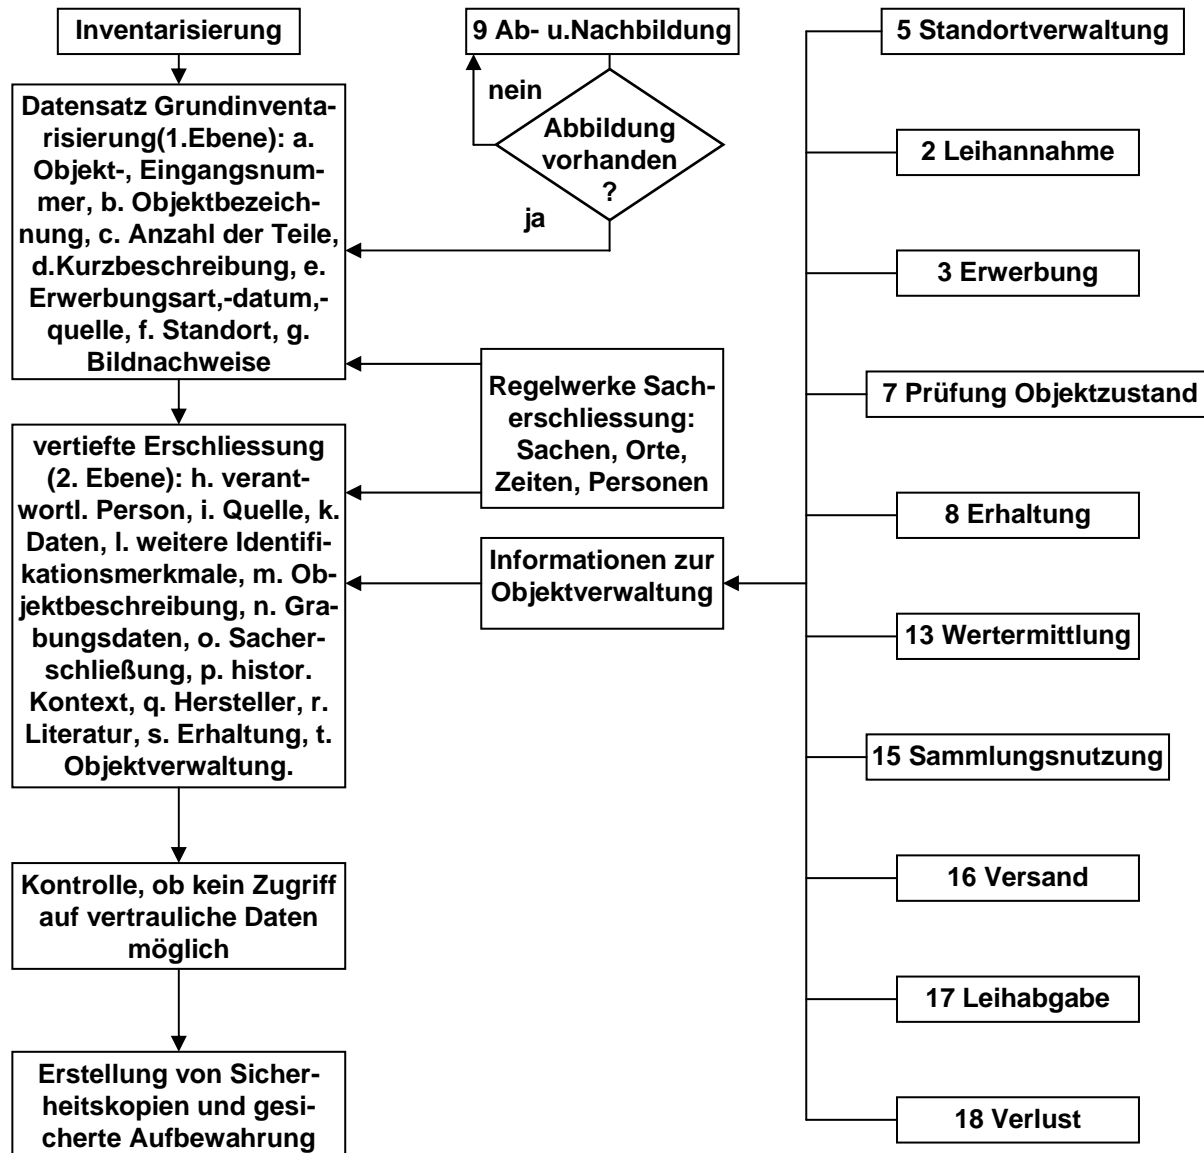 Inventarisierung
Datensatz Grundinventa-
risierung(1.Ebene): a.
Objekt-, Eingangsnum-
mer, b. Objektbezeich-
nung, c. Anzahl der Teile,
d.Kurzbeschreibung, e.
Erwerbungsart,-datum,-
quelle, f. Standort, g.
Bildnachweise
vertiefte Erschliessung
(2. Ebene): h. verant-
wortl. Person, i. Quelle, k.
Daten, l. weitere Identifi-
kationsmerkmale, m. Ob-
jektbeschreibung, n. Gra-
bungsdaten, o. Sacher-
schließung, p. histor.
Kontext, q. Hersteller, r.
Literatur, s. Erhaltung, t.
Objektverwaltung.
Kontrolle, ob kein Zugriff
auf vertrauliche Daten
möglich
Erstellung von Sicher-
heitskopien und gesi-
cherte Aufbewahrung
9 Ab- u.Nachbildung
nein
Abbildung
vorhanden
?
ja
Regelwerke Sach-
erschliessung:
Sachen, Orte,
Zeiten, Personen
Informationen zur
Objektverwaltung
5 Standortverwaltung
2 Leihannahme
3 Erwerbung
7 Prüfung Objektzustand
8 Erhaltung
13 Wertermittlung
15 Sammlungsnutzung
16 Versand
17 Leihabgabe
18 Verlust